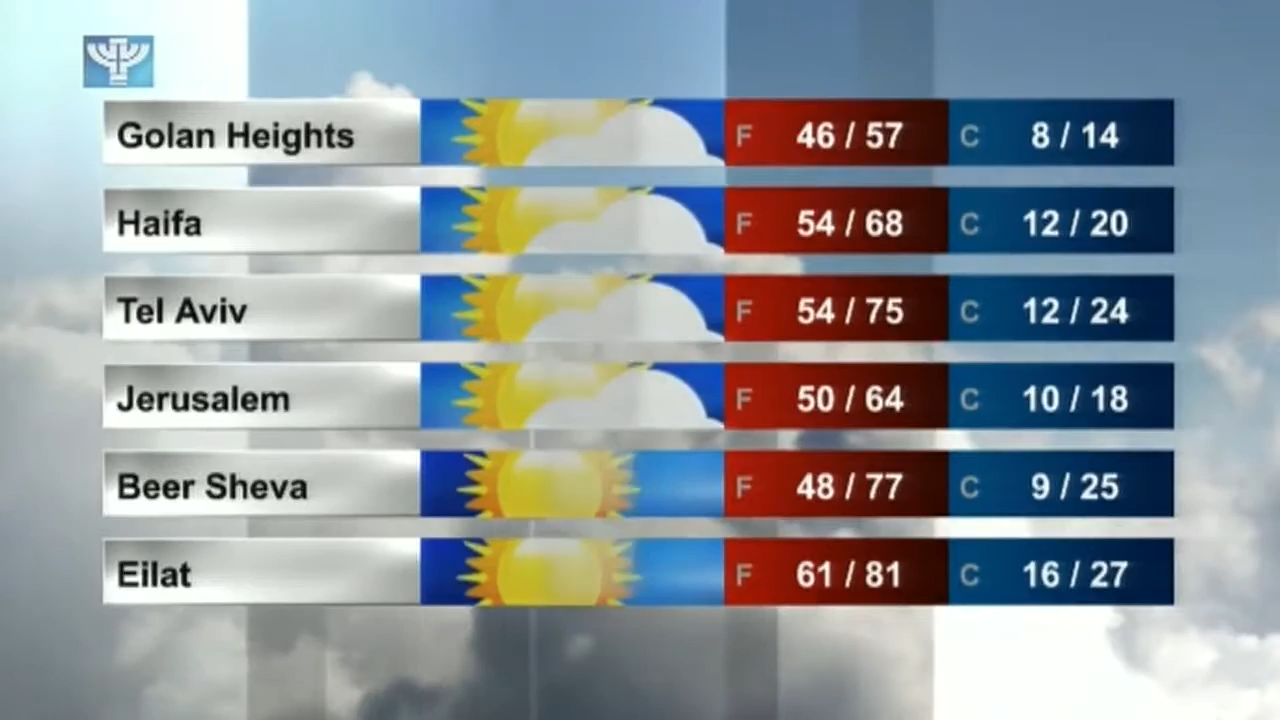 Golan Heights F 46 / 57 C 8 / 14
Haifa F 54 / 68 C 12 / 20
Tel Aviv F 54 / 75 C 12 / 24
Jerusalem F 50 / 64 C 10 / 18
Beer Sheva F 48 / 77 C 9 / 25
Eilat F 61 / 81 C 16 / 27